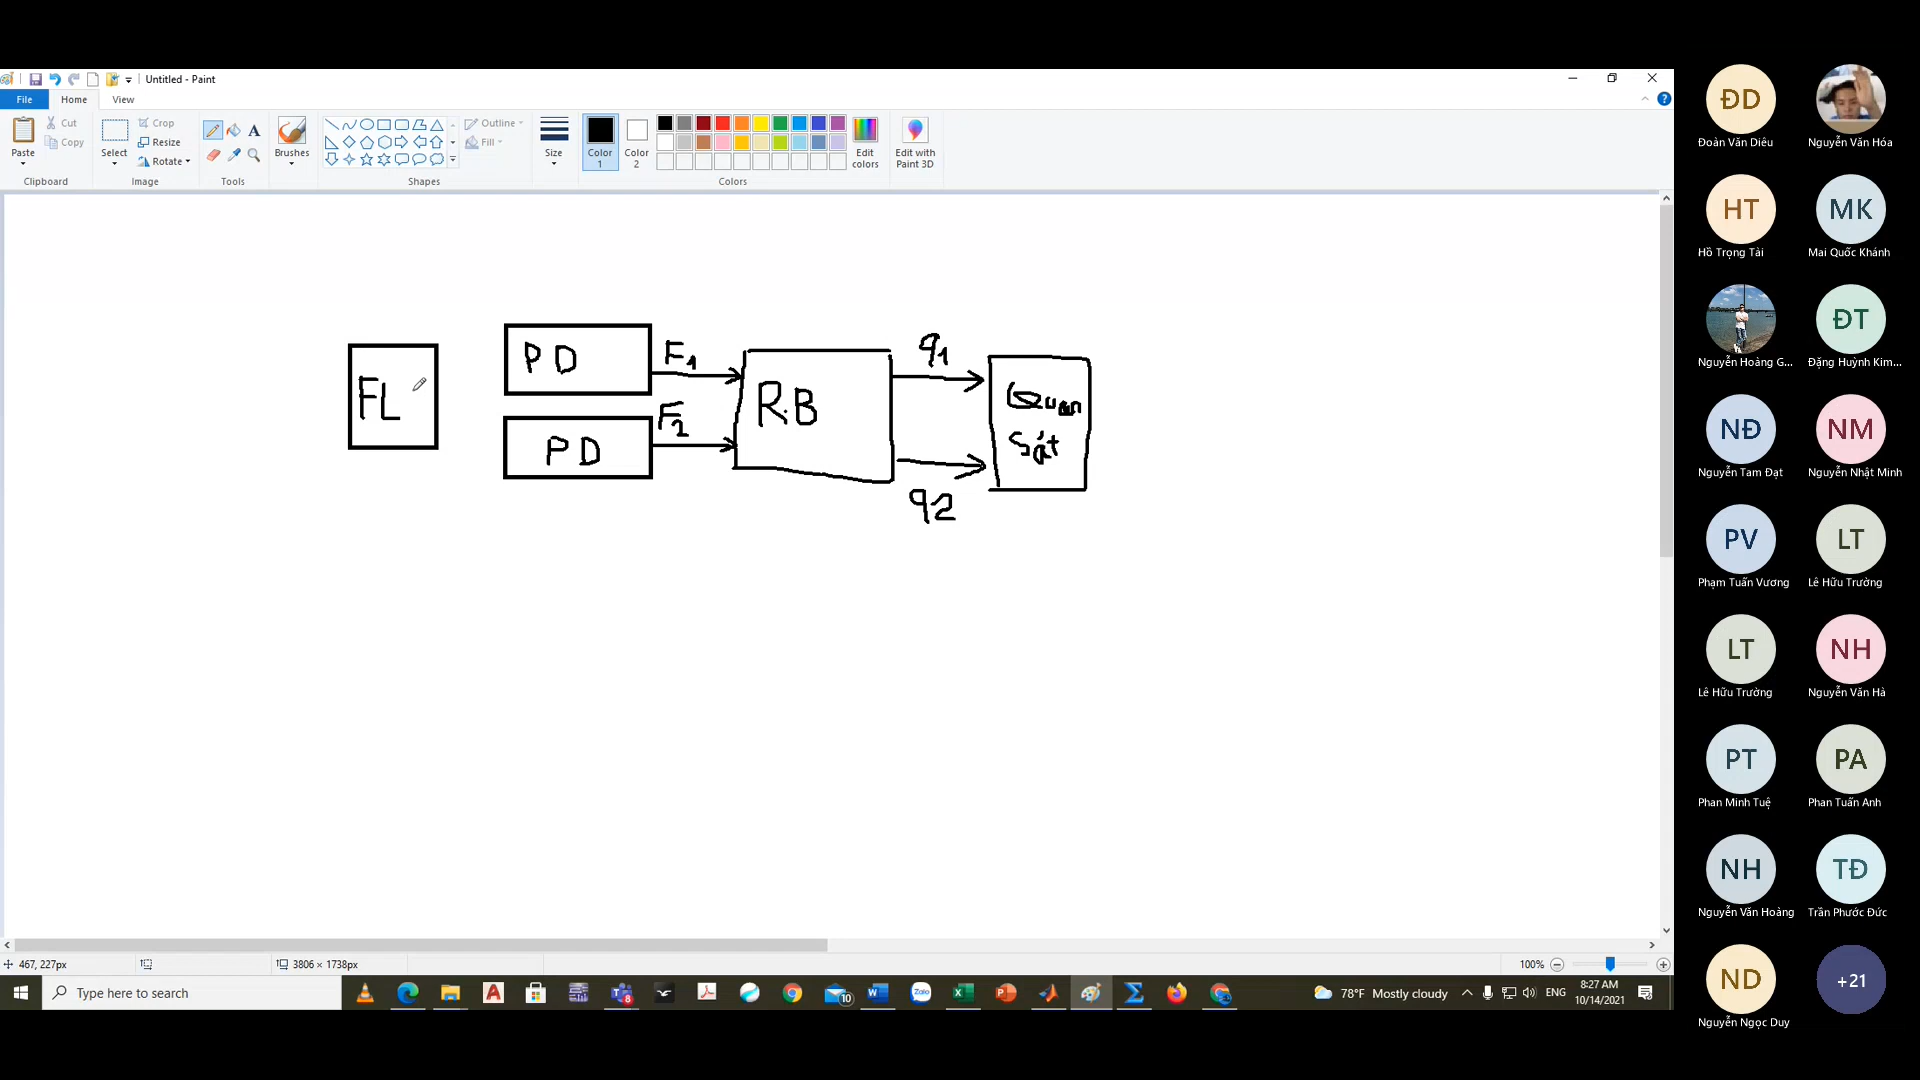 Untitled - Paint
File
Home
View
Paste
Cut
Copy
Clipboard
Select
Crop
Resize
Rotate
Image
Tools
Brushes
Shapes
Outline
Fill
Size
Color 1
Color 2
Colors
Edit colors
Edit with Paint 3D
FL
PD
PD
F1
F2
R.B
q1
q2
Quan
Sát
467, 227px
3806 × 1738px
100%
Type here to search
8
10
Zalo
78°F Mostly cloudy
ENG
8:27 AM
10/14/2021
ĐD
Đoàn Văn Diêu
Nguyễn Văn Hóa
HT
Hồ Trọng Tài
MK
Mai Quốc Khánh
Nguyễn Hoàng G...
ĐT
Đặng Huỳnh Kim...
NĐ
Nguyễn Tam Đạt
NM
Nguyễn Nhật Minh
PV
Phạm Tuấn Vương
LT
Lê Hữu Trường
LT
Lê Hữu Trường
NH
Nguyễn Văn Hà
PT
Phan Minh Tuệ
PA
Phan Tuấn Anh
NH
Nguyễn Văn Hoàng
TĐ
Trần Phước Đức
ND
Nguyễn Ngọc Duy
+21